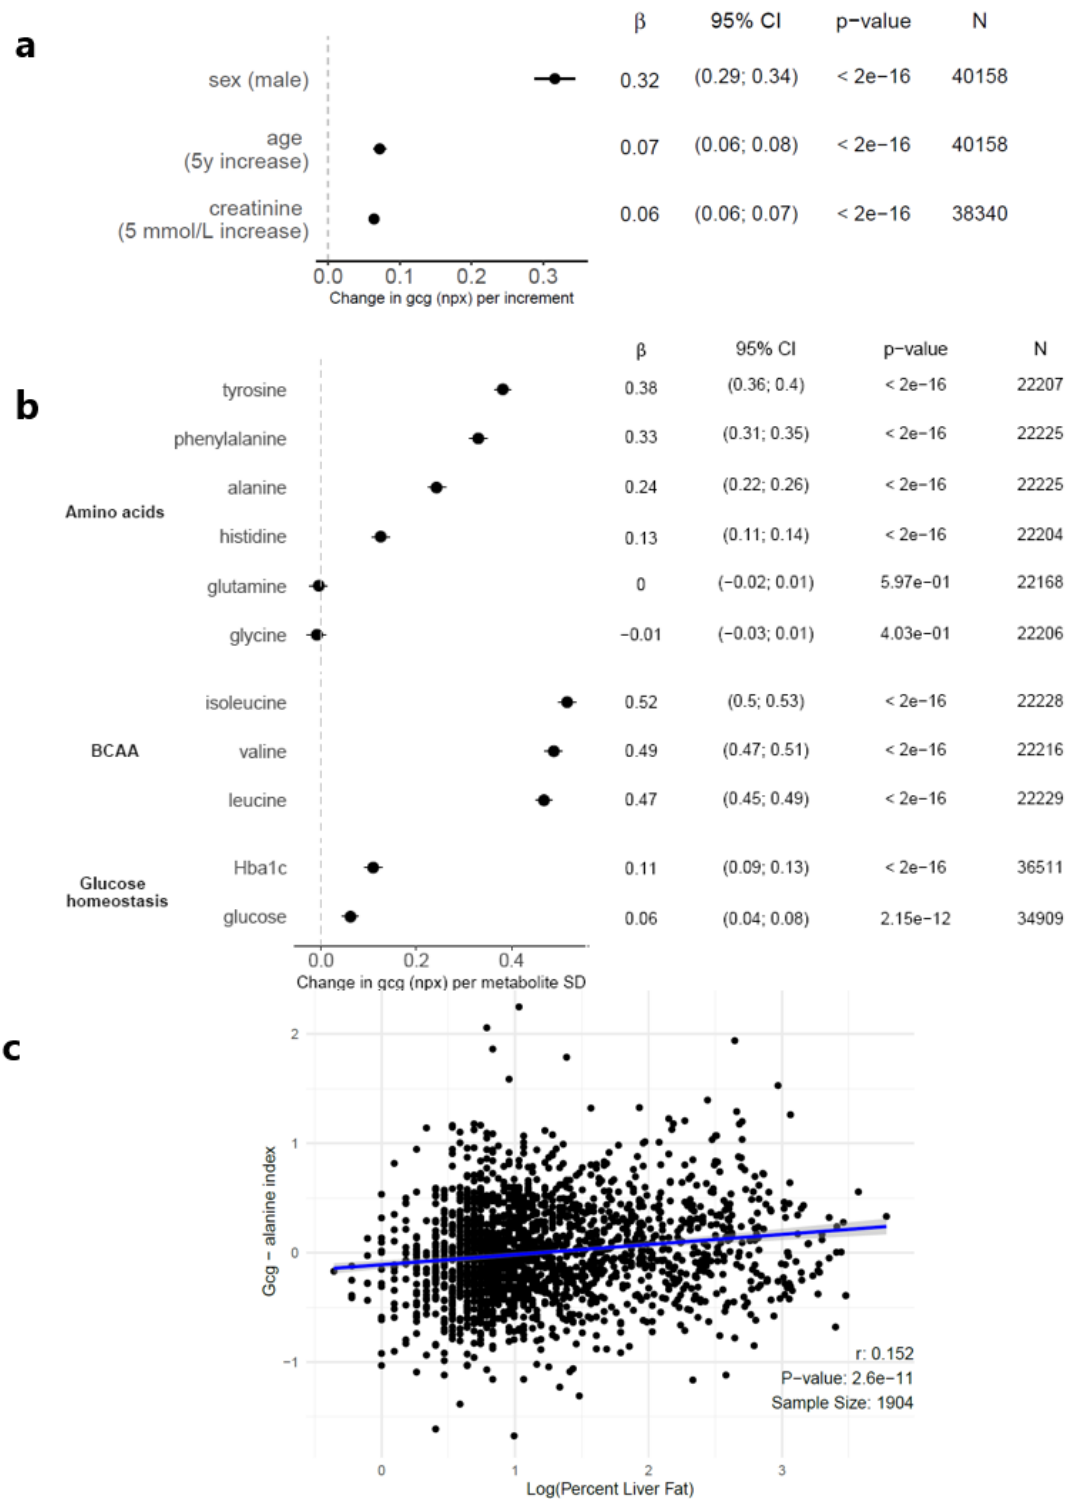 a
β 95% CI p−value N
sex (male) 0.32 (0.29; 0.34) < 2e−16 40158
age
(5y increase) 0.07 (0.06; 0.08) < 2e−16 40158
creatinine
(5 mmol/L increase) 0.06 (0.06; 0.07) < 2e−16 38340
0.0 0.1 0.2 0.3
Change in gcg (npx) per increment
b
β 95% CI p−value N
tyrosine 0.38 (0.36; 0.4) < 2e−16 22207
phenylalanine 0.33 (0.31; 0.35) < 2e−16 22225
alanine 0.24 (0.22; 0.26) < 2e−16 22225
Amino acids
histidine 0.13 (0.11; 0.14) < 2e−16 22204
glutamine 0 (−0.02; 0.01) 5.97e−01 22168
glycine −0.01 (−0.03; 0.01) 4.03e−01 22206
isoleucine 0.52 (0.5; 0.53) < 2e−16 22228
BCAA valine 0.49 (0.47; 0.51) < 2e−16 22216
leucine 0.47 (0.45; 0.49) < 2e−16 22229
Hba1c 0.11 (0.09; 0.13) < 2e−16 36511
Glucose
homeostasis
glucose 0.06 (0.04; 0.08) 2.15e−12 34909
0.0 0.2 0.4
Change in gcg (npx) per metabolite SD
c
2
1
0
−1
Gcg − alanine index
r: 0.152
P−value: 2.6e−11
Sample Size: 1904
0 1 2 3
Log(Percent Liver Fat)